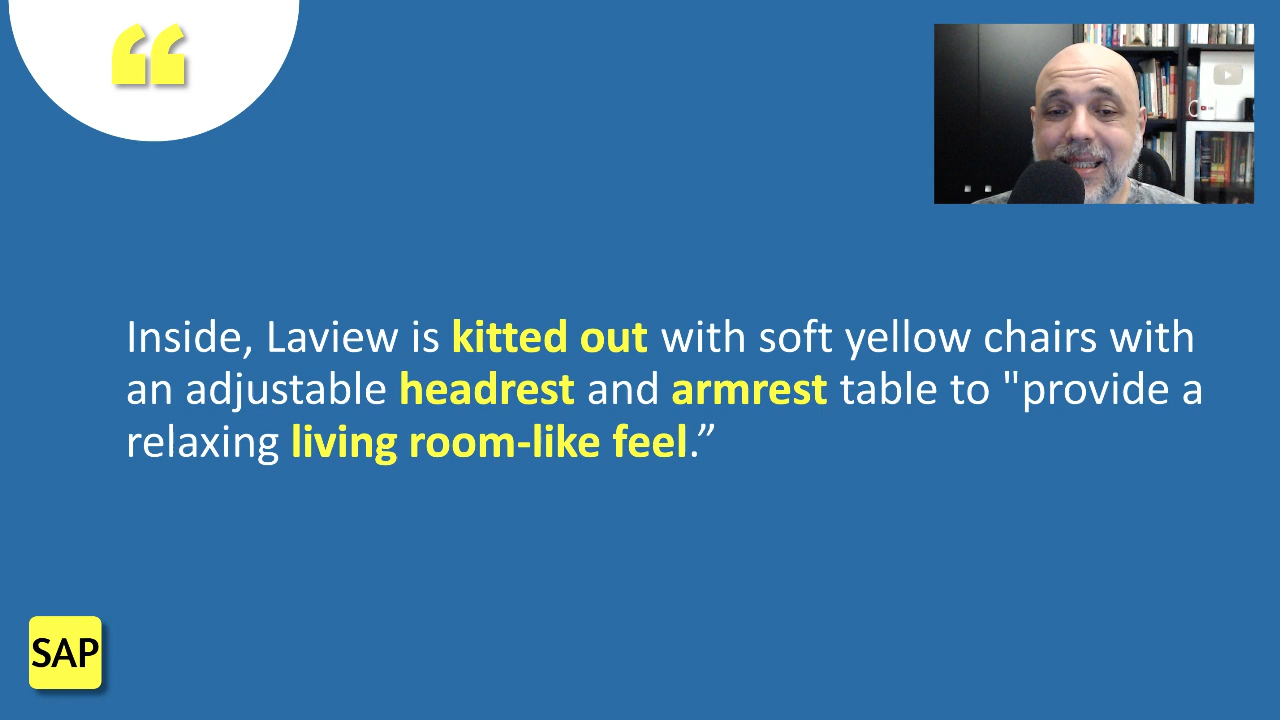 Inside, Laview is kitted out with soft yellow chairs with
an adjustable headrest and armrest table to "provide a
relaxing living room-like feel.”
SAP